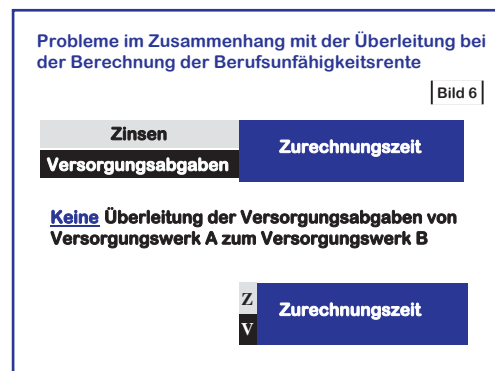 Probleme im Zusammenhang mit der Überleitung bei
der Berechnung der Berufsunfähigkeitsrente
Bild 6
Zinsen
Versorgungsabgaben
Zurechnungszeit
Keine Überleitung der Versorgungsabgaben von
Versorgungswerk A zum Versorgungswerk B
Z
V
Zurechnungszeit